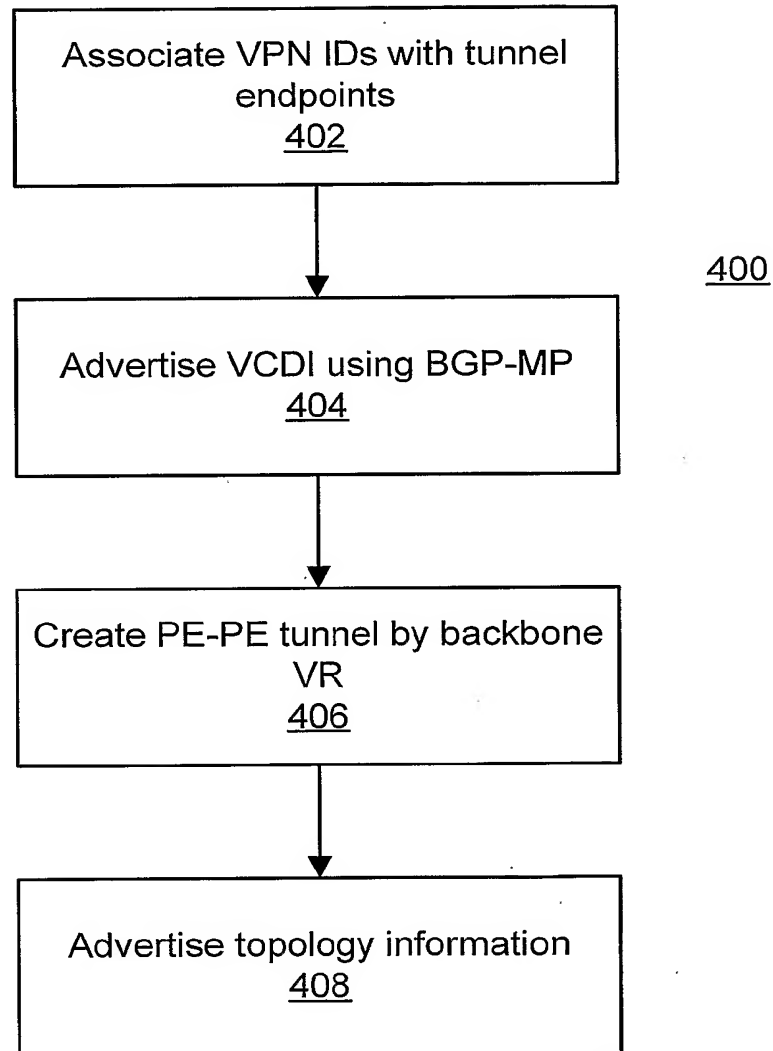 Associate VPN IDs with tunnel
endpoints
402
400
Advertise VCDI using BGP-MP
404
Create PE-PE tunnel by backbone
VR
406
Advertise topology information
408